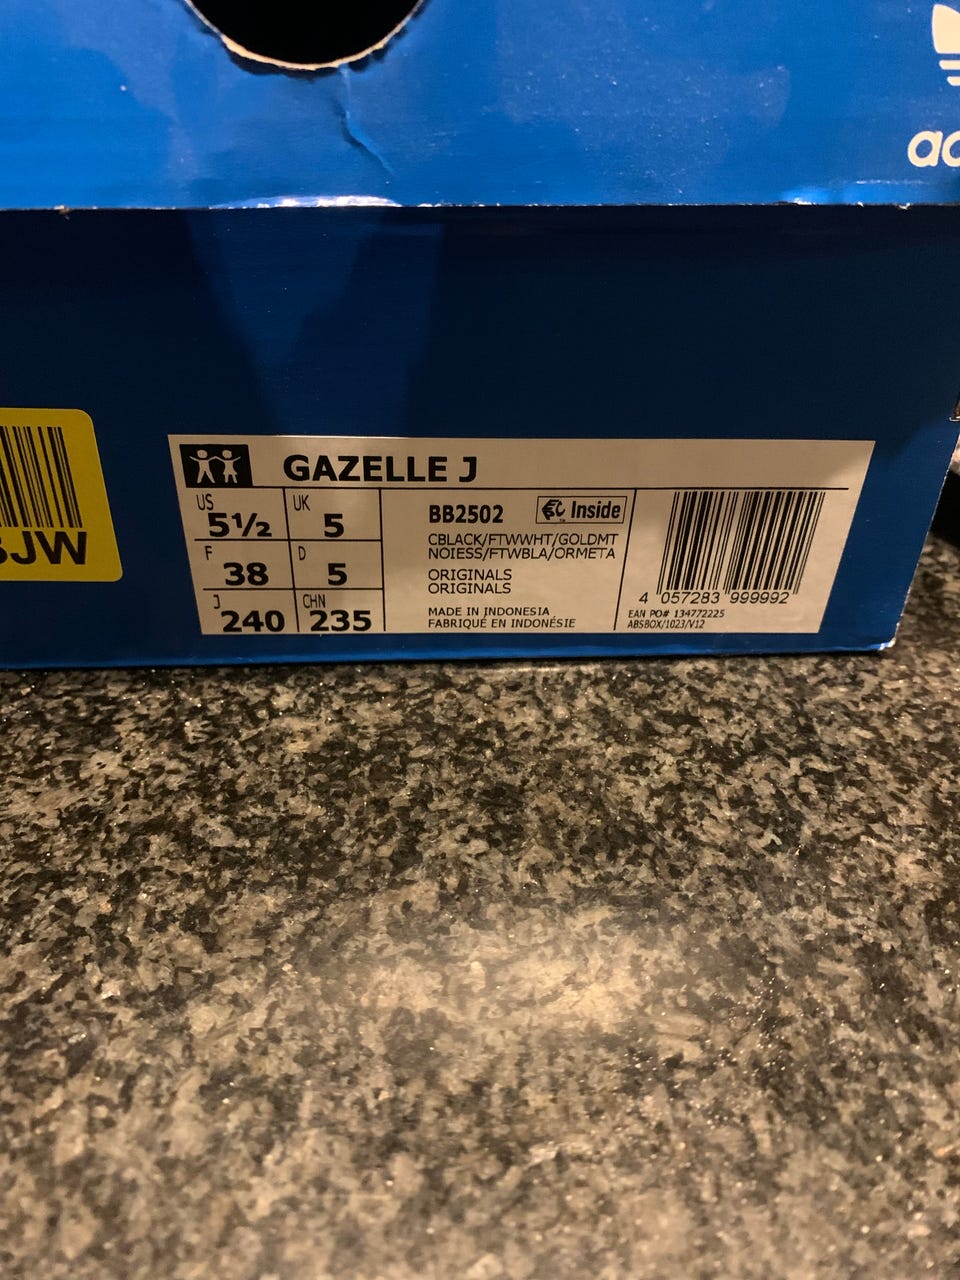 GAZELLE J
US 5½ UK 5
F 38 D 5
J 240 CHN 235
BB2502 Inside
CBLACK/FTWWHT/GOLDMT
NOIESS/FTWBLA/ORMETA
ORIGINALS
ORIGINALS
MADE IN INDONESIA
FABRIQUÉ EN INDONÉSIE
4 057283 999992
EAN PO# 134772225
ABSBOX/1023/V12
JW